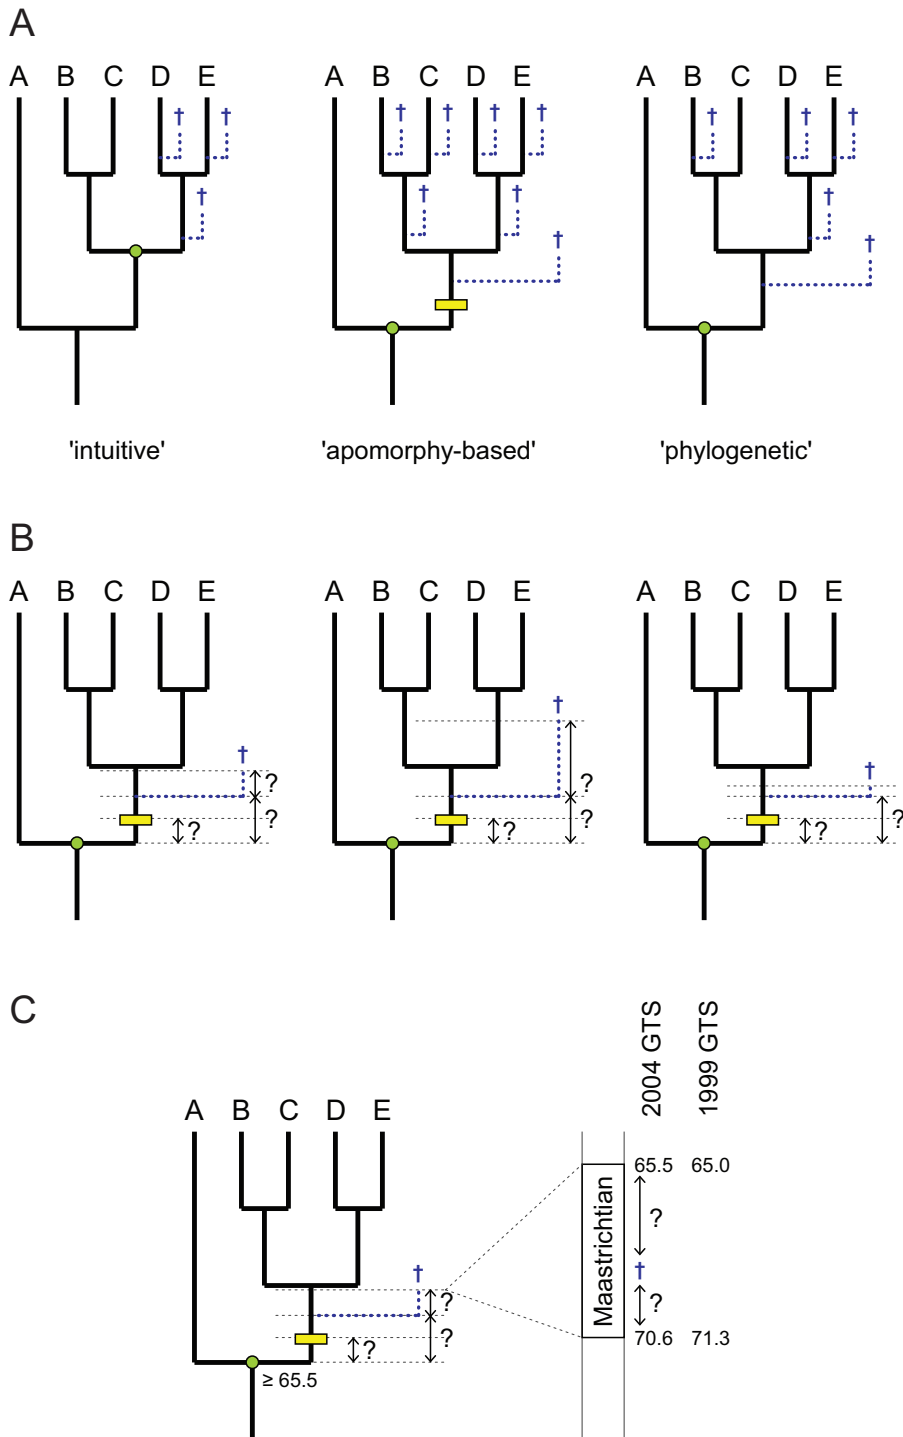 A
A B C D E A B C D E A B C D E
† † † † † † † † † † † † † † †
'intuitive' 'apomorphy-based' 'phylogenetic'
B
A B C D E A B C D E A B C D E
† † †
? ? ? ? ? ?
? ?
C
2004 GTS 1999 GTS
A B C D E
Maastrichtian
65.5 65.0
?
†
?
70.6 71.3
†
?
?
?
≥ 65.5